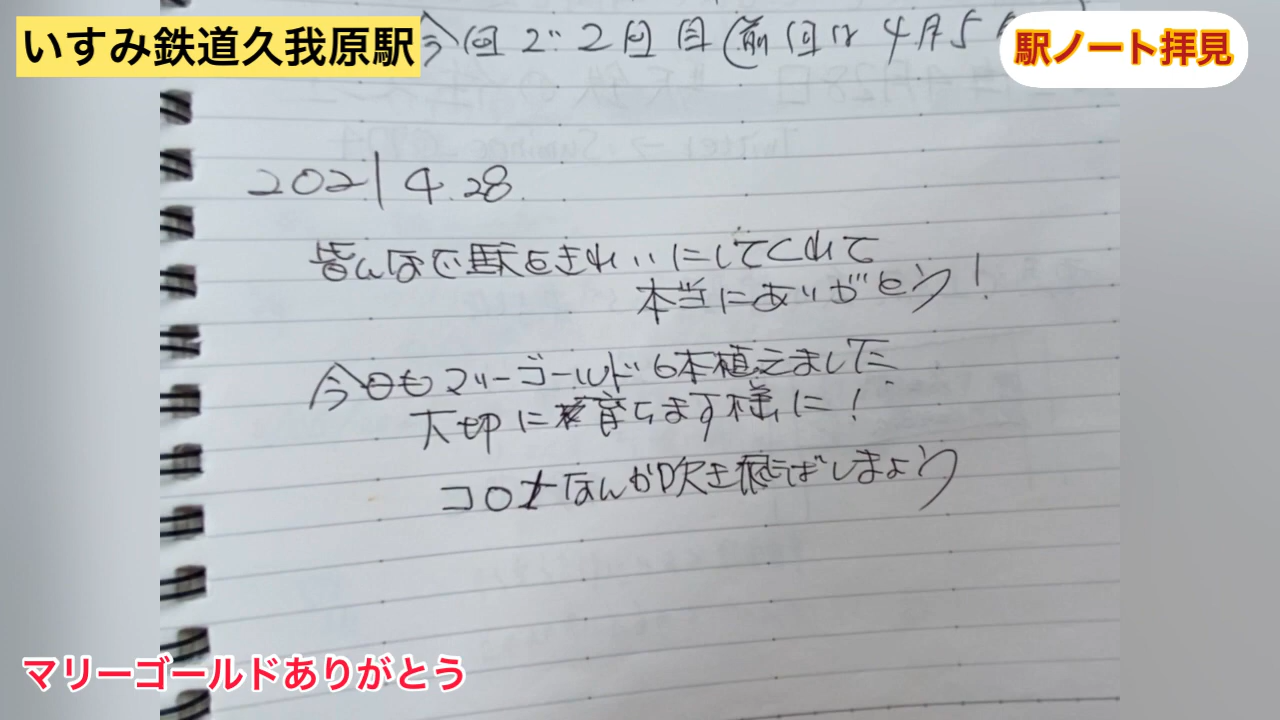 いすみ鉄道久我原駅
駅ノート拝見
今回で2回目(前回は4月5
2021 4.28
皆んなで駅をきれいにしてくれて
本当にありがとう!
今日もマリーゴールド6本植えました
大切に育ちます様に!
コロナなんか吹き飛ばしましょう
マリーゴールドありがとう